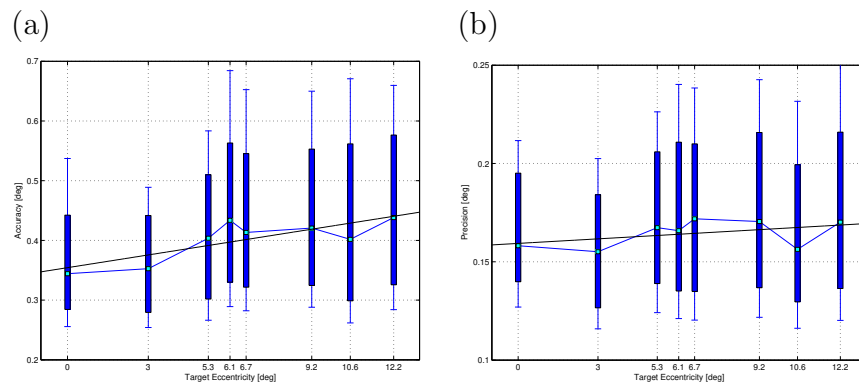 (a)
0.7
0.6
0.5
0.4
0.3
0.2
Accuracy [deg]
0 3 5.3 6.1 6.7 9.2 10.6 12.2
Target Eccentricity [deg]
(b)
0.25
0.2
0.15
0.1
Precision [deg]
0 3 5.3 6.1 6.7 9.2 10.6 12.2
Target Eccentricity [deg]